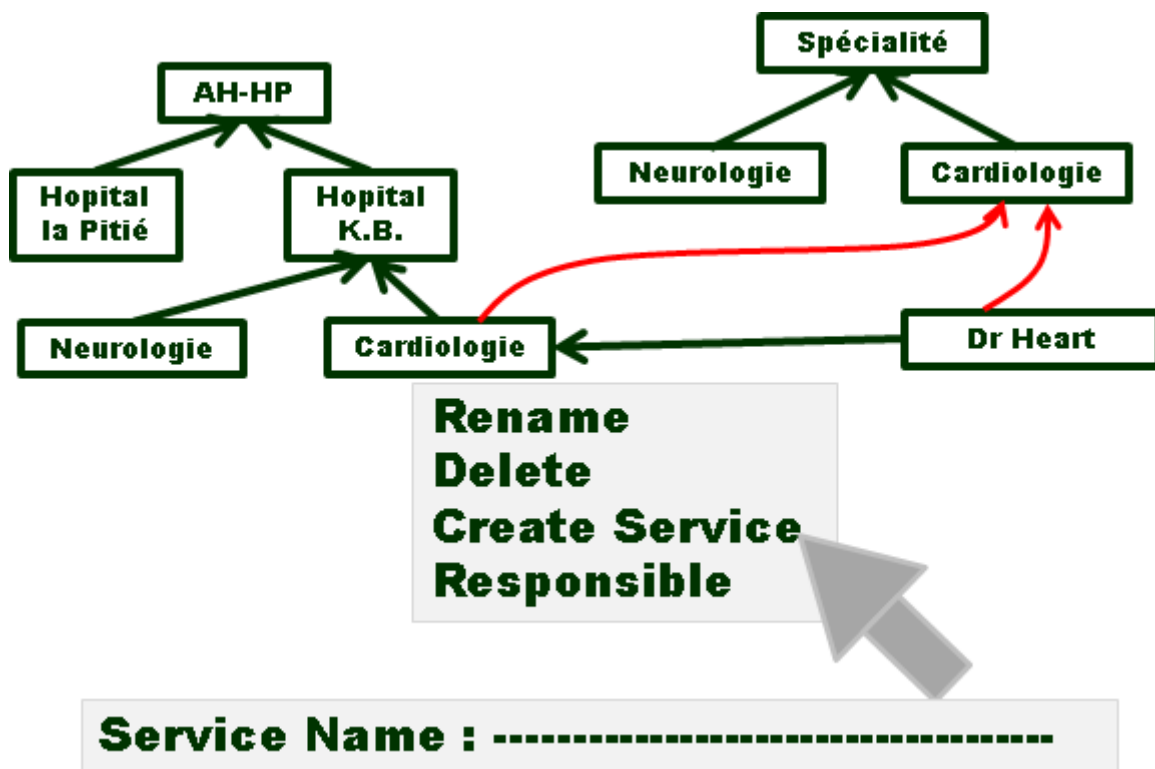 Spécialité
AH-HP
Hopital
la Pitié
Hopital
K.B.
Neurologie
Cardiologie
Neurologie
Cardiologie
Dr Heart
Rename
Delete
Create Service
Responsible
Service Name : -----------------------------------